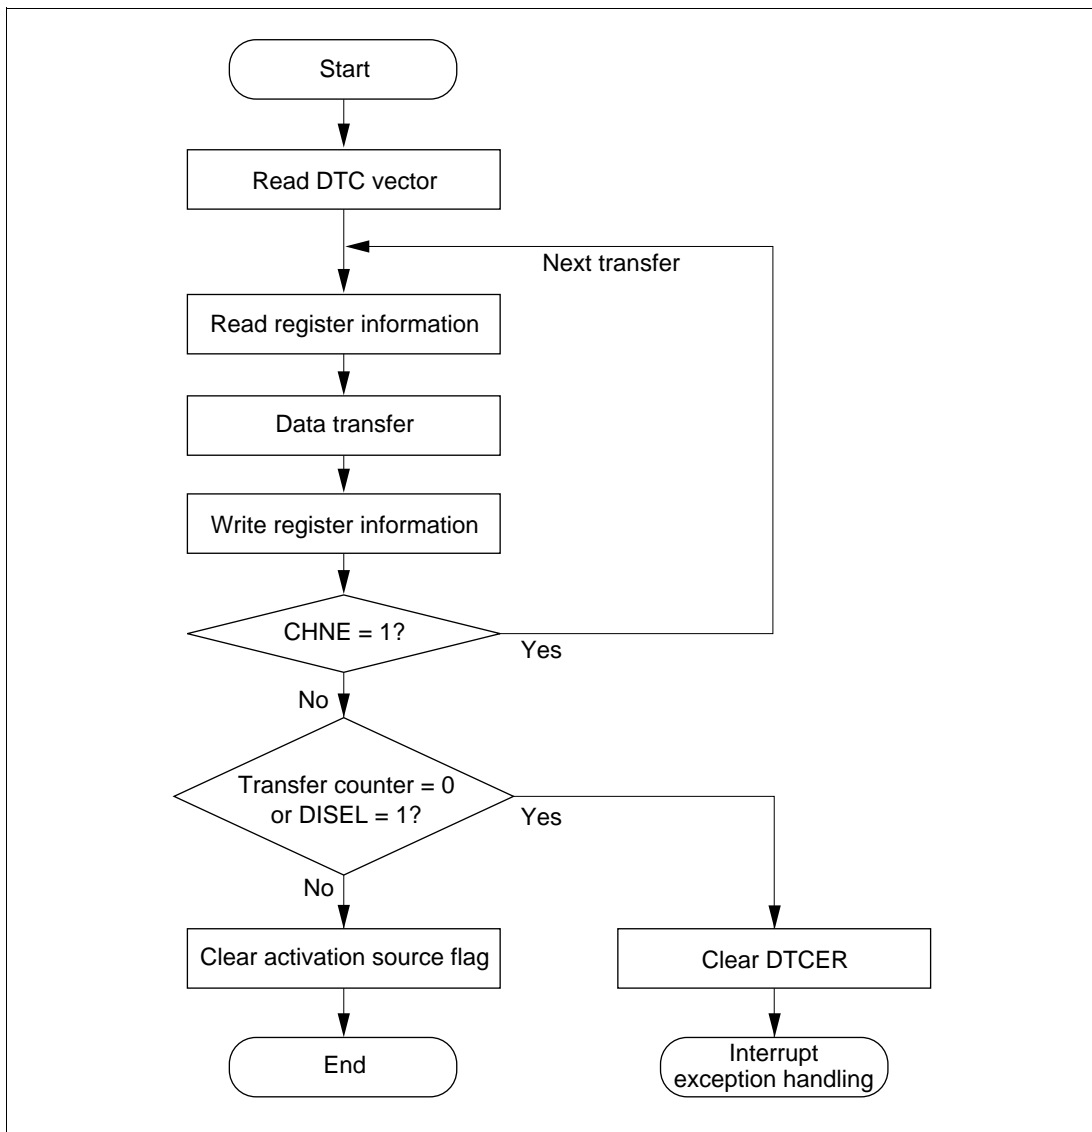 Start
Read DTC vector
Next transfer
Read register information
Data transfer
Write register information
CHNE = 1?
Yes
No
Transfer counter = 0
or DISEL = 1?
Yes
No
Clear activation source flag
Clear DTCER
End
Interrupt
exception handling